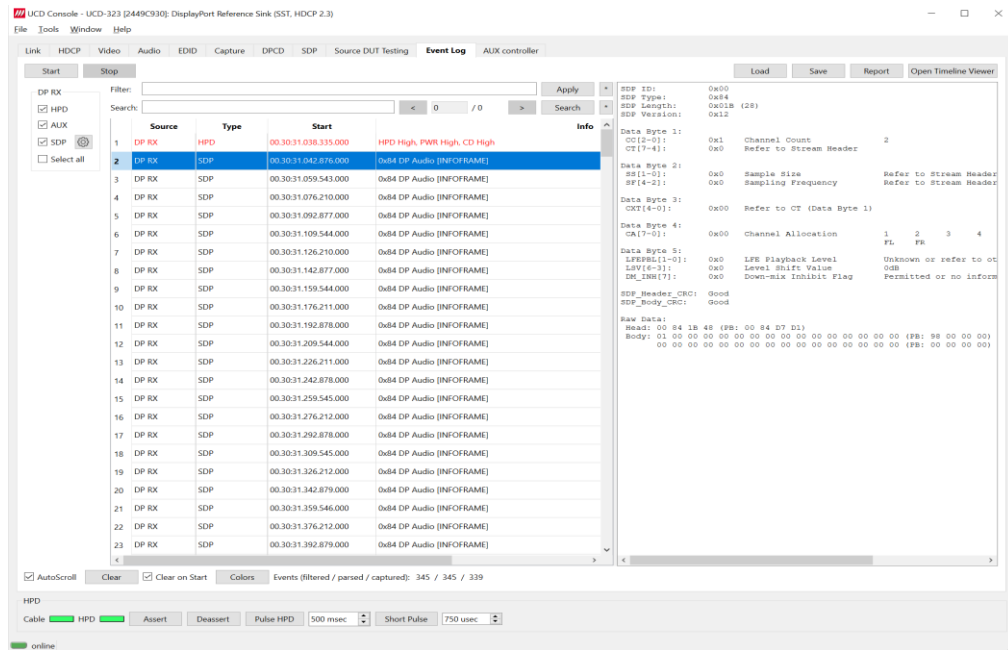 UCD Console - UCD-323 [2449C930]: DisplayPort Reference Sink (SST, HDCP 2.3)
File Tools Window Help
Link HDCP Video Audio EDID Capture DPCD SDP Source DUT Testing Event Log AUX controller
Start Stop Load Save Report Open Timeline Viewer
DP RX
HPD
AUX
SDP
Select all
Filter: Apply
Search: < 0 / 0 > Search
Source Type Start Info
1 DP RX HPD 00.30:31.038.335.000 HPD High, PWR High, CD High
2 DP RX SDP 00.30:31.042.876.000 0x84 DP Audio [INFOFRAME]
3 DP RX SDP 00.30:31.059.543.000 0x84 DP Audio [INFOFRAME]
4 DP RX SDP 00.30:31.076.210.000 0x84 DP Audio [INFOFRAME]
5 DP RX SDP 00.30:31.092.877.000 0x84 DP Audio [INFOFRAME]
6 DP RX SDP 00.30:31.109.544.000 0x84 DP Audio [INFOFRAME]
7 DP RX SDP 00.30:31.126.210.000 0x84 DP Audio [INFOFRAME]
8 DP RX SDP 00.30:31.142.877.000 0x84 DP Audio [INFOFRAME]
9 DP RX SDP 00.30:31.159.544.000 0x84 DP Audio [INFOFRAME]
10 DP RX SDP 00.30:31.176.211.000 0x84 DP Audio [INFOFRAME]
11 DP RX SDP 00.30:31.192.878.000 0x84 DP Audio [INFOFRAME]
12 DP RX SDP 00.30:31.209.544.000 0x84 DP Audio [INFOFRAME]
13 DP RX SDP 00.30:31.226.211.000 0x84 DP Audio [INFOFRAME]
14 DP RX SDP 00.30:31.242.878.000 0x84 DP Audio [INFOFRAME]
15 DP RX SDP 00.30:31.259.545.000 0x84 DP Audio [INFOFRAME]
16 DP RX SDP 00.30:31.276.212.000 0x84 DP Audio [INFOFRAME]
17 DP RX SDP 00.30:31.292.878.000 0x84 DP Audio [INFOFRAME]
18 DP RX SDP 00.30:31.309.545.000 0x84 DP Audio [INFOFRAME]
19 DP RX SDP 00.30:31.326.212.000 0x84 DP Audio [INFOFRAME]
20 DP RX SDP 00.30:31.342.879.000 0x84 DP Audio [INFOFRAME]
21 DP RX SDP 00.30:31.359.546.000 0x84 DP Audio [INFOFRAME]
22 DP RX SDP 00.30:31.376.212.000 0x84 DP Audio [INFOFRAME]
23 DP RX SDP 00.30:31.392.879.000 0x84 DP Audio [INFOFRAME]
SDP ID: 0x00
SDP Type: 0x84
SDP Length: 0x01B (28)
SDP Version: 0x12
Data Byte 1:
CC[2-0]: 0x1 Channel Count 2
CT[7-4]: 0x0 Refer to Stream Header
Data Byte 2:
SS[1-0]: 0x0 Sample Size Refer to Stream Header
SF[4-2]: 0x0 Sampling Frequency Refer to Stream Header
Data Byte 3:
CXT[4-0]: 0x00 Refer to CT (Data Byte 1)
Data Byte 4:
CA[7-0]: 0x00 Channel Allocation 1 2 3 4
FL FR
Data Byte 5:
LFEPBL[1-0]: 0x0 LFE Playback Level Unknown or refer to ot
LSV[6-3]: 0x0 Level Shift Value 0dB
DM_INH[7]: 0x0 Down-mix Inhibit Flag Permitted or no inform
SDP_Header_CRC: Good
SDP_Body_CRC: Good
Raw Data:
Head: 00 84 1B 48 (PB: 00 84 D7 D1)
Body: 01 00 00 00 00 00 00 00 00 00 00 00 00 00 00 00 (PB: 98 00 00 00)
00 00 00 00 00 00 00 00 00 00 00 00 00 00 00 00 (PB: 00 00 00 00)
AutoScroll Clear Clear on Start Colors Events (filtered / parsed / captured): 345 / 345 / 339
HPD
Cable HPD Assert Deassert Pulse HPD 500 msec Short Pulse 750 usec
online